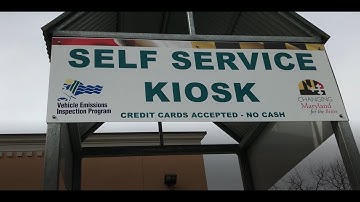 SELF SERVICE
KIOSK
Vehicle Emissions
Inspection Program
CREDIT CARDS ACCEPTED - NO CASH
CHANGING
Maryland
for the Better